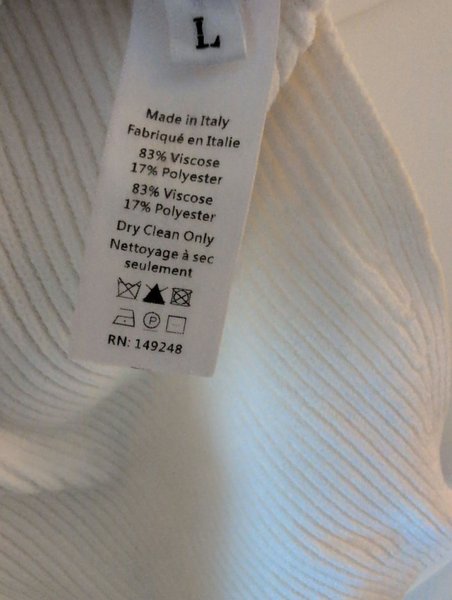 L
Made in Italy
Fabriqué en Italie
83% Viscose
17% Polyester
83% Viscose
17% Polyester
Dry Clean Only
Nettoyage à sec
seulement
P
RN: 149248